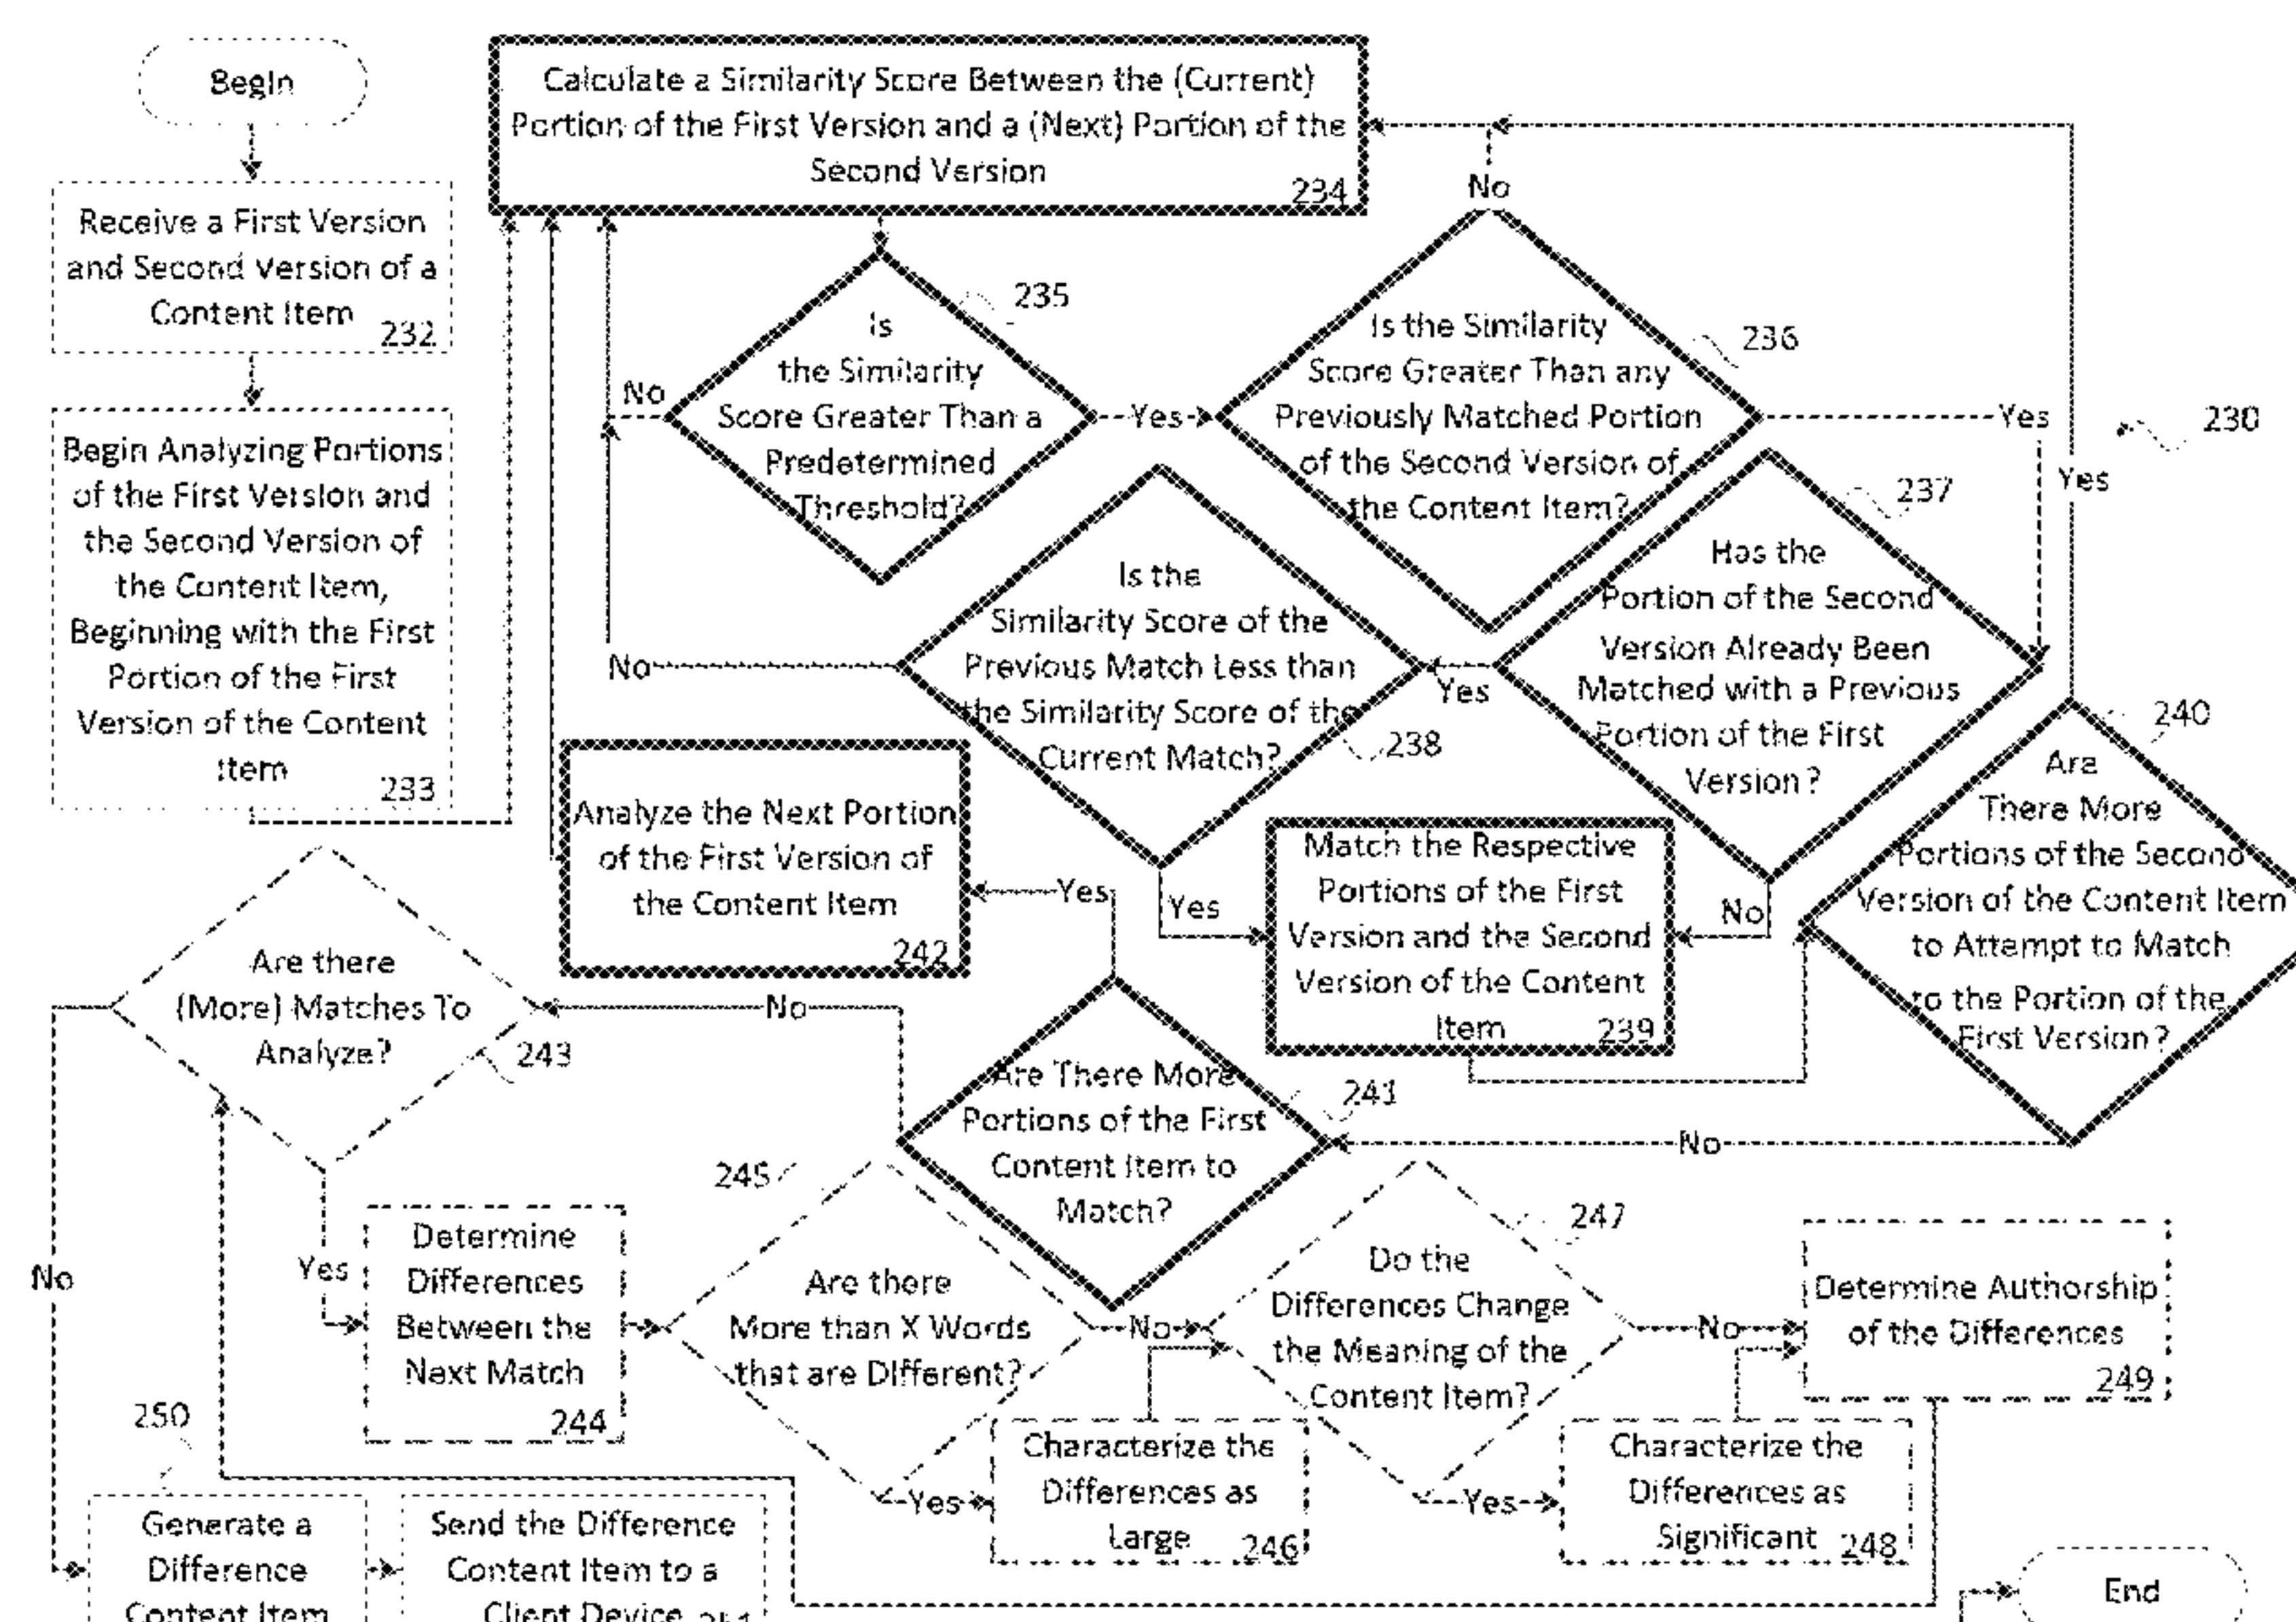 Begin
Receive a First Version
and Second Version of a
Content Item
232
Begin Analyzing Portions
of the First Version and
the Second Version of
the Content Item,
Beginning with the First
Portion of the First
Version of the Content
Item
233
Calculate a Similarity Score Between the (Current)
Portion of the First Version and a (Next) Portion of the
Second Version
234
Is
the Similarity
Score Greater Than a
Predetermined
Threshold?
235
No
Yes
Is the Similarity
Score Greater Than any
Previously Matched Portion
of the Second Version of
the Content Item?
236
No
Yes
230
Has the
Portion of the Second
Version Already Been
Matched with a Previous
Portion of the First
Version?
237
Yes
No
Is the
Similarity Score of the
Previous Match Less than
the Similarity Score of the
Current Match?
238
No
Yes
Match the Respective
Portions of the First
Version and the Second
Version of the Content
Item
239
Are
There More
Portions of the Second
Version of the Content Item
to Attempt to Match
to the Portion of the
First Version?
240
Yes
No
Are There More
Portions of the First
Content Item to
Match?
241
Yes
No
Analyze the Next Portion
of the First Version of
the Content Item
242
Are there
(More) Matches To
Analyze?
243
No
Yes
Determine
Differences
Between the
Next Match
244
Are there
More than X Words
that are Different?
245
No
Yes
Characterize the
Differences as
Large
246
Do the
Differences Change
the Meaning of the
Content Item?
247
No
Yes
Characterize the
Differences as
Significant
248
Determine Authorship
of the Differences
249
250
Generate a
Difference
Content Item
Send the Difference
Content Item to a
Client Device
251
End